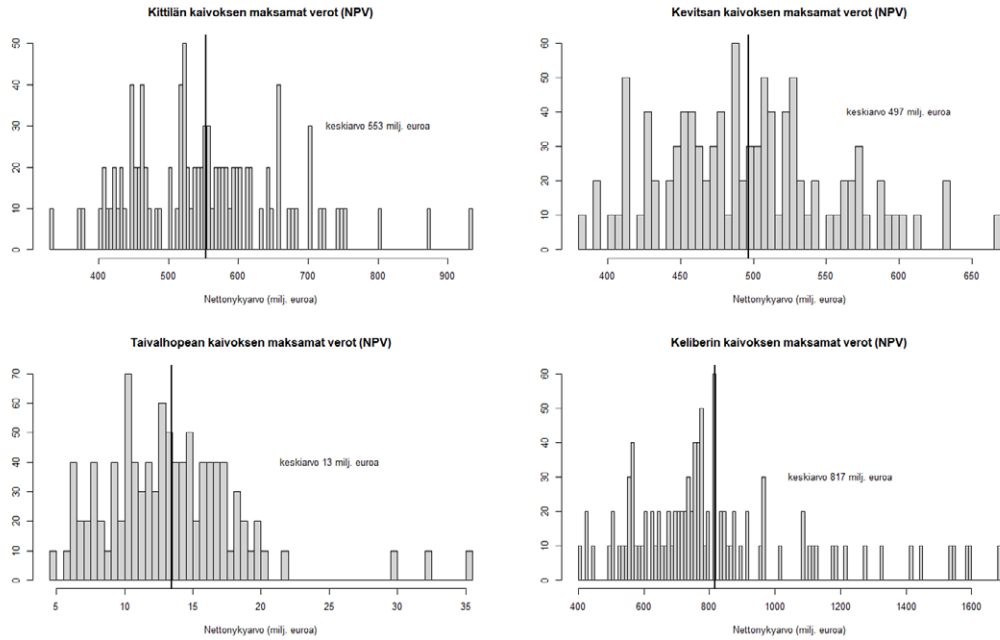 Kittilän kaivoksen maksamat verot (NPV)
50
40
30
20
10
0
keskiarvo 553 milj. euroa
400 500 600 700 800 900
Nettonykyarvo (milj. euroa)
Kevitsan kaivoksen maksamat verot (NPV)
60
50
40
30
20
10
0
keskiarvo 497 milj. euroa
400 450 500 550 600 650
Nettonykyarvo (milj. euroa)
Taivalhopean kaivoksen maksamat verot (NPV)
70
60
50
40
30
20
10
0
keskiarvo 13 milj. euroa
5 10 15 20 25 30 35
Nettonykyarvo (milj. euroa)
Keliberin kaivoksen maksamat verot (NPV)
60
50
40
30
20
10
0
keskiarvo 817 milj. euroa
400 600 800 1000 1200 1400 1600
Nettonykyarvo (milj. euroa)